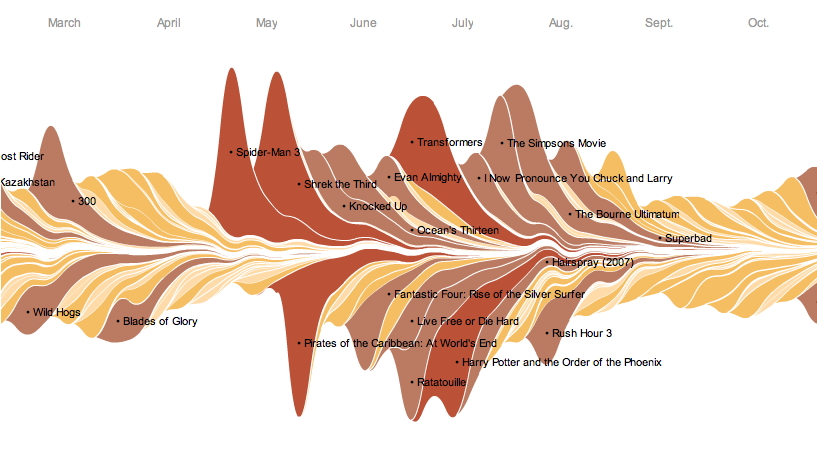 March April May June July Aug. Sept. Oct.
Spider-Man 3
Transformers
The Simpsons Movie
ost Rider
Kazakhstan
Shrek the Third
Evan Almighty
I Now Pronounce You Chuck and Larry
300
Knocked Up
The Bourne Ultimatum
Ocean's Thirteen
Superbad
Hairspray (2007)
Fantastic Four: Rise of the Silver Surfer
Wild Hogs
Blades of Glory
Live Free or Die Hard
Rush Hour 3
Pirates of the Caribbean: At World's End
Harry Potter and the Order of the Phoenix
Ratatouille